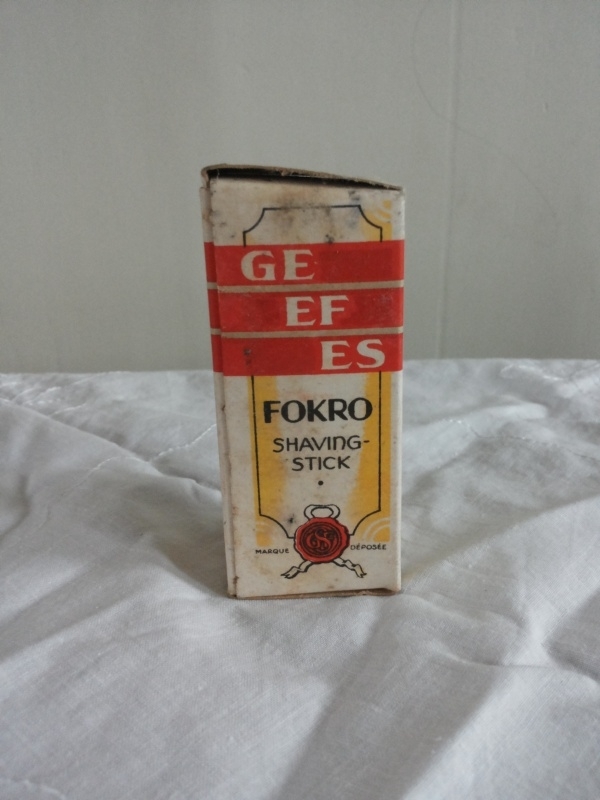 GE
EF
ES
FOKRO
SHAVING-
STICK
MARQUE DÉPOSÉE